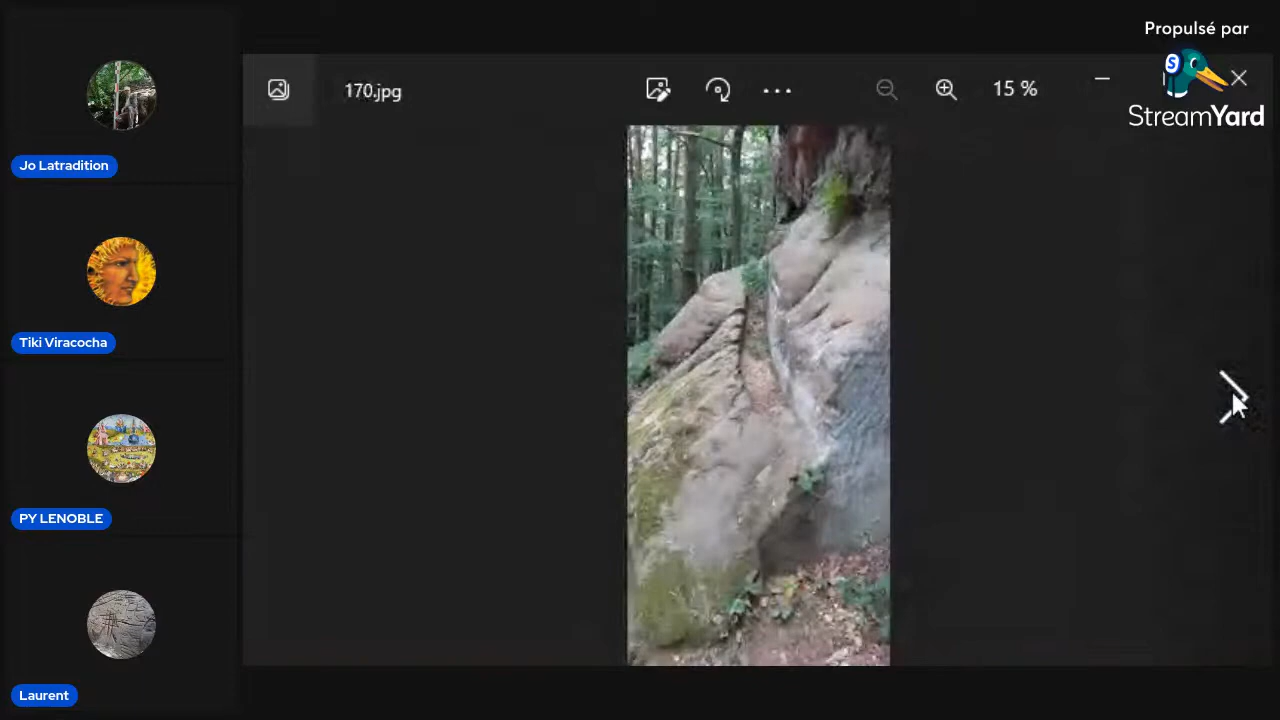 Propulsé par
StreamYard
170.jpg
15 %
Jo Latradition
Tiki Viracocha
PY LENOBLE
Laurent